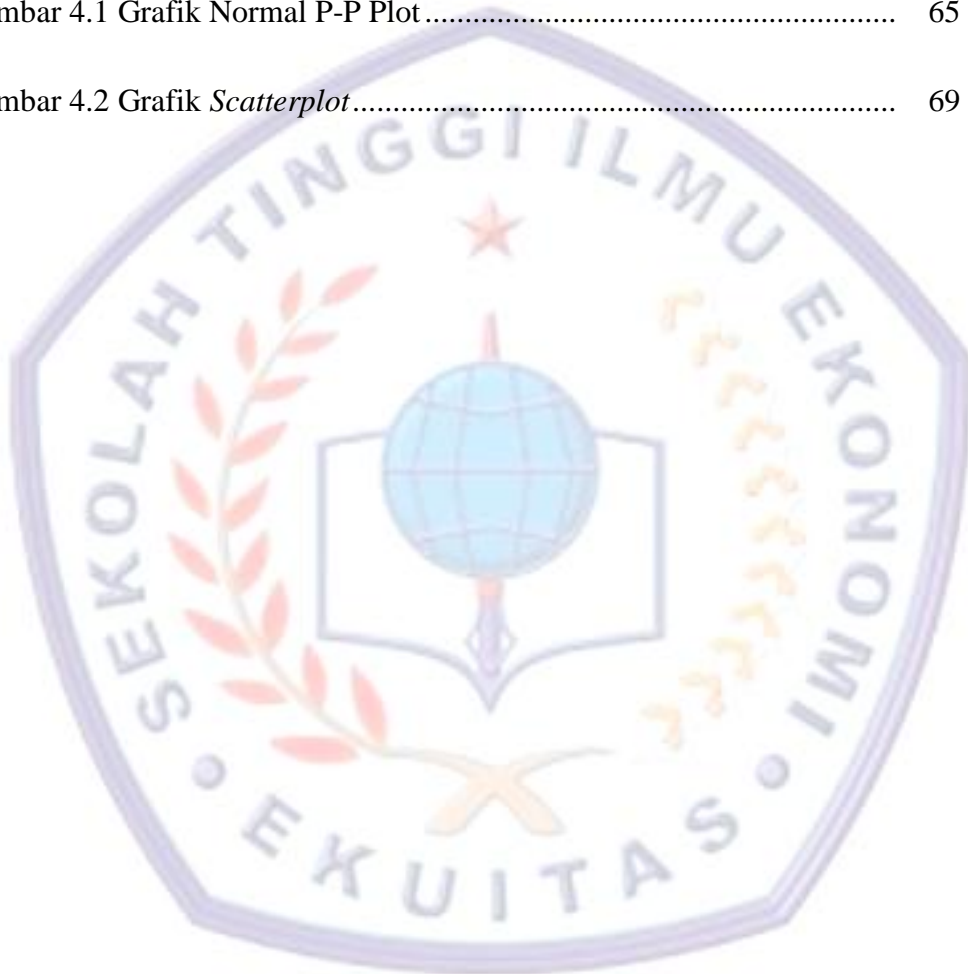 mbar 4.1 Grafik Normal P-P Plot .......................................................... 65
mbar 4.2 Grafik Scatterplot ................................................................... 69
SEKOLAH TINGGI ILMU EKONOMI
• EKUITAS •